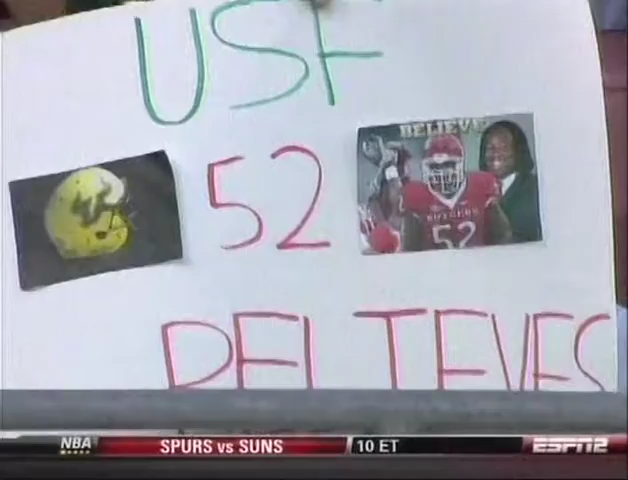 USF
52
BELIEVE
RUTGERS
52
BELIEVES
NBA SPURS vs SUNS 10 ET ESPN2